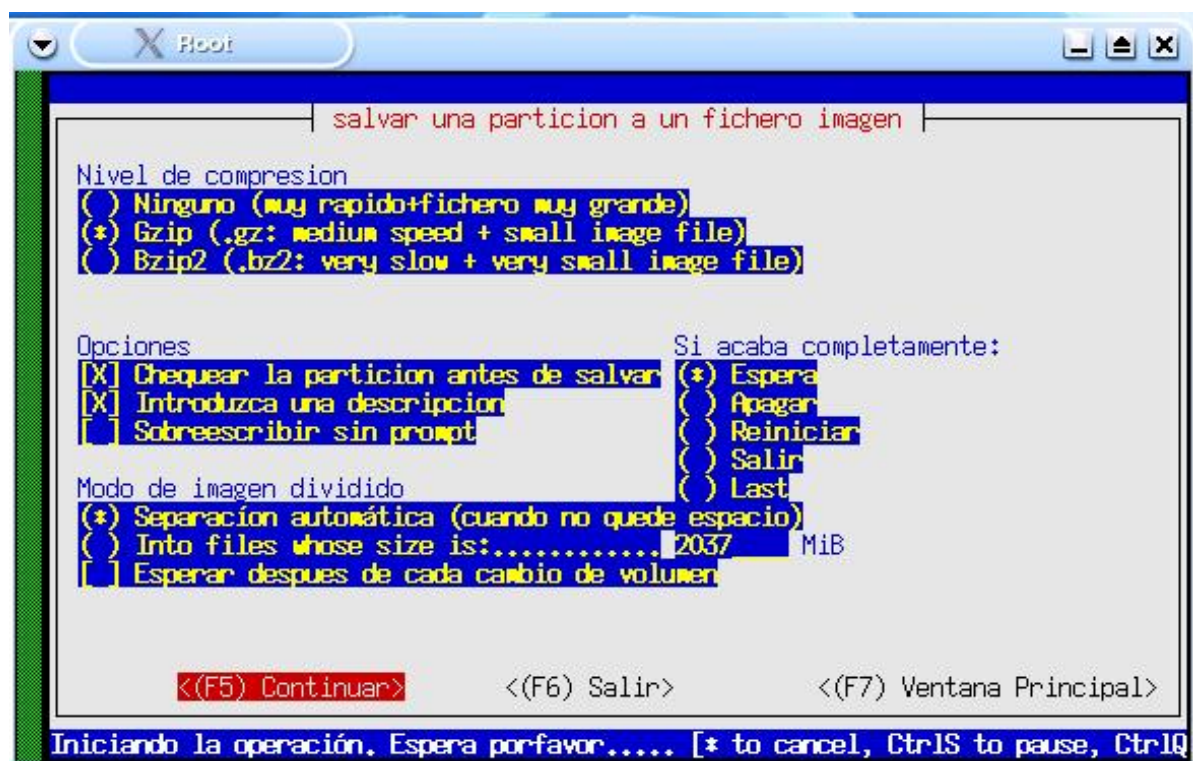 Root
salvar una particion a un fichero imagen
Nivel de compresion
( ) Ninguno (muy rapido+fichero muy grande)
(*) Gzip (.gz: medium speed + small image file)
( ) Bzip2 (.bz2: very slow + very small image file)
Opciones
[X] Chequear la particion antes de salvar
[X] Introduzca una descripcion
[ ] Sobreescribir sin prompt
Si acaba completamente:
(*) Espera
( ) Apagar
( ) Reiniciar
( ) Salir
( ) Last
Modo de imagen dividido
(*) Separacíon automática (cuando no quede espacio)
( ) Into files whose size is:............ 2037 MiB
[ ] Esperar despues de cada cambio de volumen
<(F5) Continuar> <(F6) Salir> <(F7) Ventana Principal>
Iniciando la operación. Espera porfavor..... [* to cancel, CtrlS to pause, CtrlQ